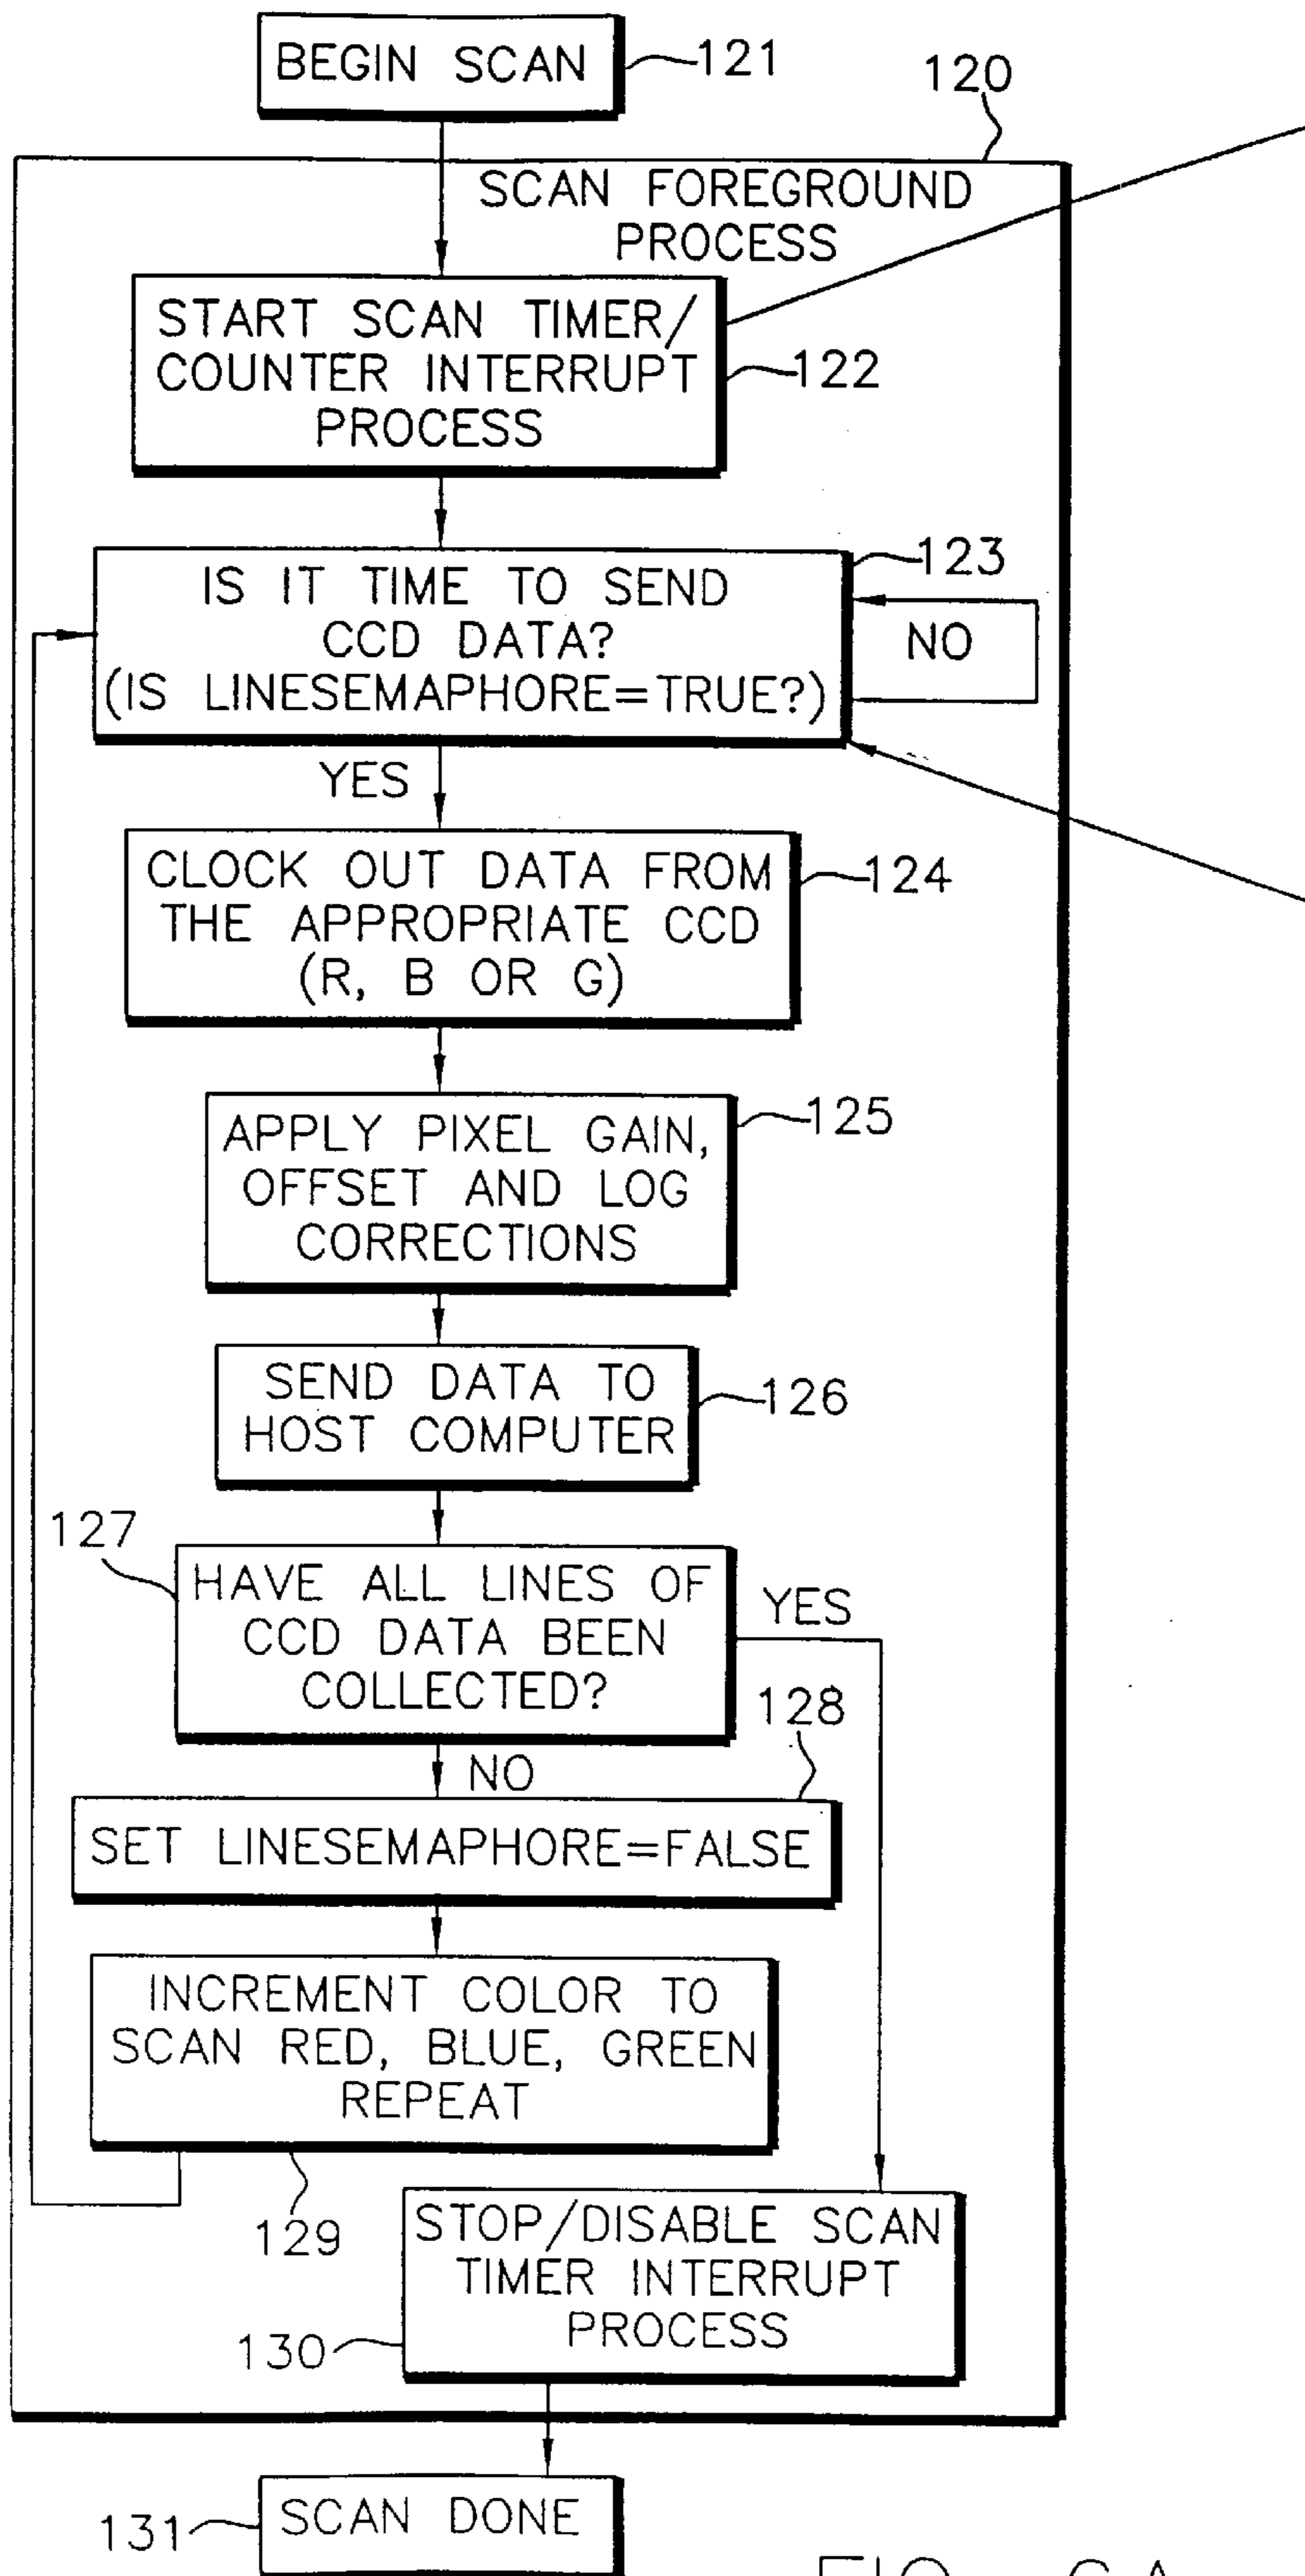 BEGIN SCAN
121
120
SCAN FOREGROUND
PROCESS
START SCAN TIMER/
COUNTER INTERRUPT
PROCESS
122
123
IS IT TIME TO SEND
CCD DATA?
(IS LINESEMAPHORE=TRUE?)
NO
YES
CLOCK OUT DATA FROM
THE APPROPRIATE CCD
(R, B OR G)
124
APPLY PIXEL GAIN,
OFFSET AND LOG
CORRECTIONS
125
SEND DATA TO
HOST COMPUTER
126
127
HAVE ALL LINES OF
CCD DATA BEEN
COLLECTED?
YES
128
NO
SET LINESEMAPHORE=FALSE
INCREMENT COLOR TO
SCAN RED, BLUE, GREEN
REPEAT
129
STOP/DISABLE SCAN
TIMER INTERRUPT
PROCESS
130
SCAN DONE
131